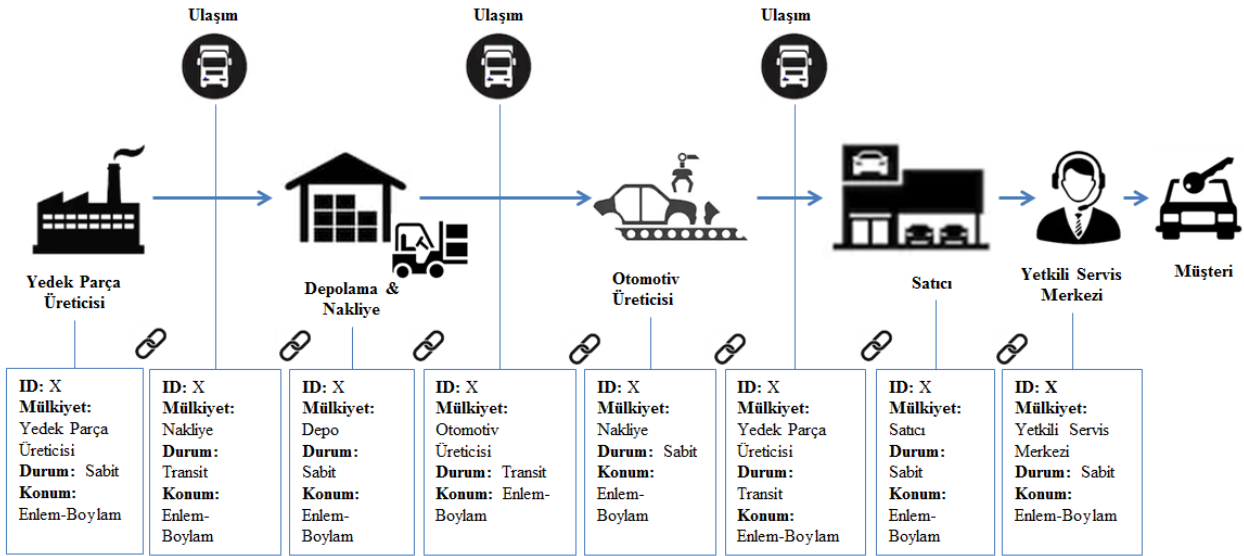 Ulaşım
Ulaşım
Ulaşım
Yedek Parça
Üreticisi
Depolama &
Nakliye
Otomotiv
Üreticisi
Satıcı
Yetkili Servis
Merkezi
Müşteri
ID: X
Mülkiyet:
Yedek Parça
Üreticisi
Durum: Sabit
Konum:
Enlem-Boylam
ID: X
Mülkiyet:
Nakliye
Durum:
Transit
Konum:
Enlem-
Boylam
ID: X
Mülkiyet:
Depo
Durum:
Sabit
Konum:
Enlem-
Boylam
ID: X
Mülkiyet:
Otomotiv
Üreticisi
Durum: Transit
Konum: Enlem-
Boylam
ID: X
Mülkiyet:
Nakliye
Durum: Sabit
Konum:
Enlem-
Boylam
ID: X
Mülkiyet:
Yedek Parça
Üreticisi
Durum:
Transit
Konum:
Enlem-Boylam
ID: X
Mülkiyet:
Satıcı
Durum:
Sabit
Konum:
Enlem-
Boylam
ID: X
Mülkiyet:
Yetkili Servis
Merkezi
Durum: Sabit
Konum:
Enlem-Boylam